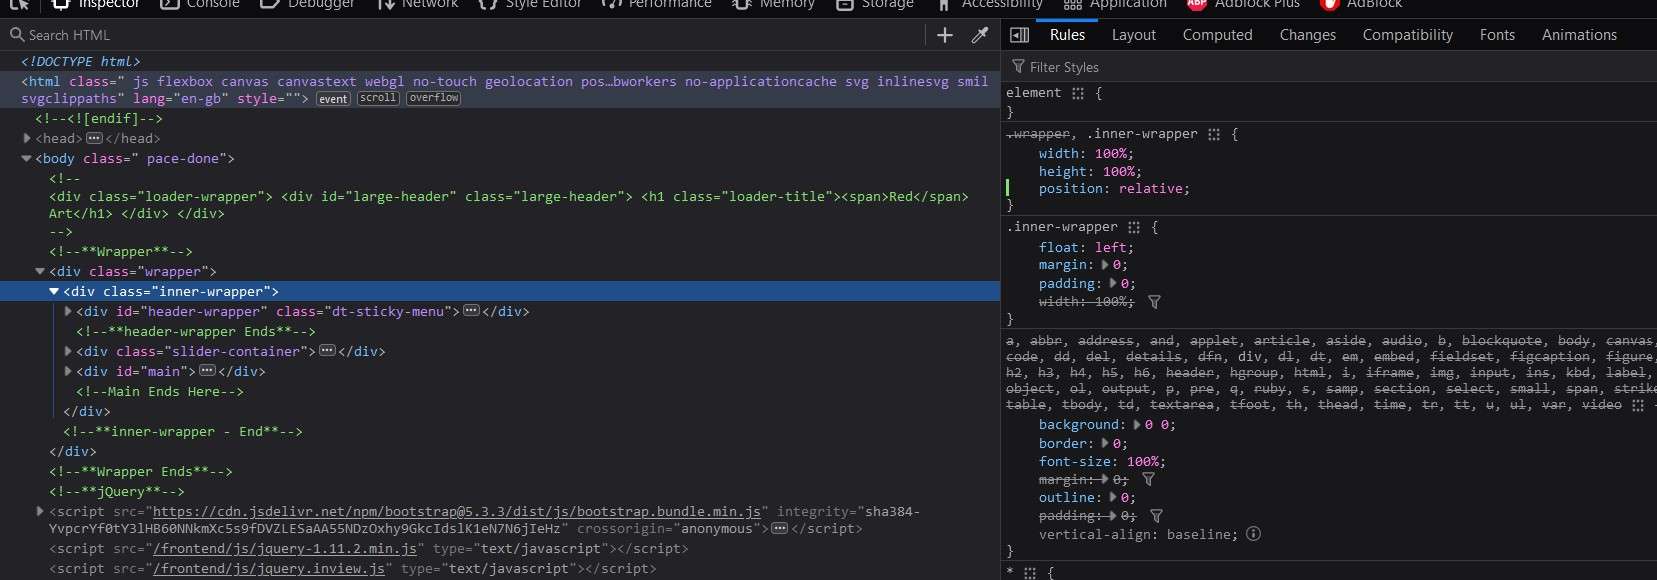 Inspector Console Debugger Network Style Editor Performance Memory Storage Accessibility Application ABP Adblock Plus AdBlock
Search HTML
<!DOCTYPE html>
<html class=" js flexbox canvas canvastext webgl no-touch geolocation pos…bworkers no-applicationcache svg inlinesvg smil
svgclippaths" lang="en-gb" style=""> event scroll overflow
<!--<![endif]-->
<head> ••• </head>
<body class=" pace-done">
<!--
<div class="loader-wrapper"> <div id="large-header" class="large-header"> <h1 class="loader-title"><span>Red</span>
Art</h1> </div> </div>
-->
<!--**Wrapper**-->
<div class="wrapper">
<div class="inner-wrapper">
<div id="header-wrapper" class="dt-sticky-menu"> ••• </div>
<!--**header-wrapper Ends**-->
<div class="slider-container"> ••• </div>
<div id="main"> ••• </div>
<!--Main Ends Here-->
</div>
<!--**inner-wrapper - End**-->
</div>
<!--**Wrapper Ends**-->
<!--**jQuery**-->
<script src="https://cdn.jsdelivr.net/npm/bootstrap@5.3.3/dist/js/bootstrap.bundle.min.js" integrity="sha384-
YvpcrYf0tY3lHB60NNkmXc5s9fDVZLESaAA55NDzOxhy9GkcIdslK1eN7N6jIeHz" crossorigin="anonymous"> ••• </script>
<script src="/frontend/js/jquery-1.11.2.min.js" type="text/javascript"></script>
<script src="/frontend/js/jquery.inview.js" type="text/javascript"></script>
Rules Layout Computed Changes Compatibility Fonts Animations
Filter Styles
element {
}
.wrapper, .inner-wrapper {
width: 100%;
height: 100%;
position: relative;
}
.inner-wrapper {
float: left;
margin: 0;
padding: 0;
width: 100%;
}
a, abbr, address, and, applet, article, aside, audio, b, blockquote, body, canvas,
code, dd, del, details, dfn, div, dl, dt, em, embed, fieldset, figcaption, figure,
h2, h3, h4, h5, h6, header, hgroup, html, i, iframe, img, input, ins, kbd, label,
object, ol, output, p, pre, q, ruby, s, samp, section, select, small, span, strike
table, tbody, td, textarea, tfoot, th, thead, time, tr, tt, u, ul, var, video
background: 0 0;
border: 0;
font-size: 100%;
margin: 0;
outline: 0;
padding: 0;
vertical-align: baseline;
}
* {